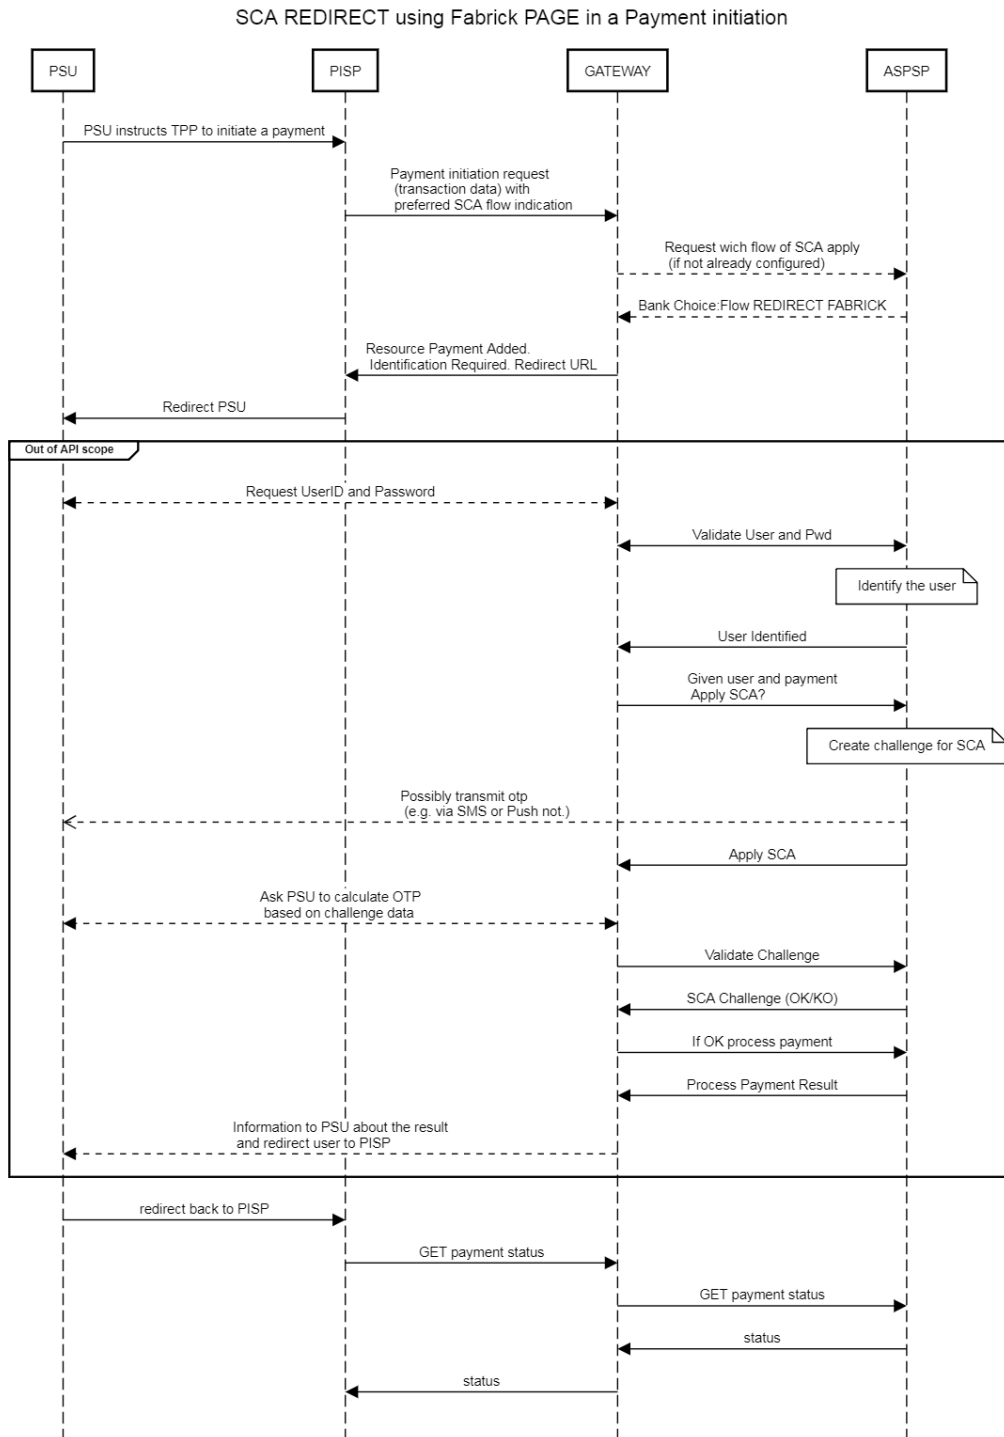 SCA REDIRECT using Fabrick PAGE in a Payment initiation
PSU
PISP
GATEWAY
ASPSP
PSU instructs TPP to initiate a payment
Payment initiation request
(transaction data) with
preferred SCA flow indication
Request wich flow of SCA apply
(if not already configured)
Bank Choice:Flow REDIRECT FABRICK
Resource Payment Added.
Identification Required. Redirect URL
Redirect PSU
Out of API scope
Request UserID and Password
Validate User and Pwd
Identify the user
User Identified
Given user and payment
Apply SCA?
Create challenge for SCA
Possibly transmit otp
(e.g. via SMS or Push not.)
Apply SCA
Ask PSU to calculate OTP
based on challenge data
Validate Challenge
SCA Challenge (OK/KO)
If OK process payment
Process Payment Result
Information to PSU about the result
and redirect user to PISP
redirect back to PISP
GET payment status
GET payment status
status
status